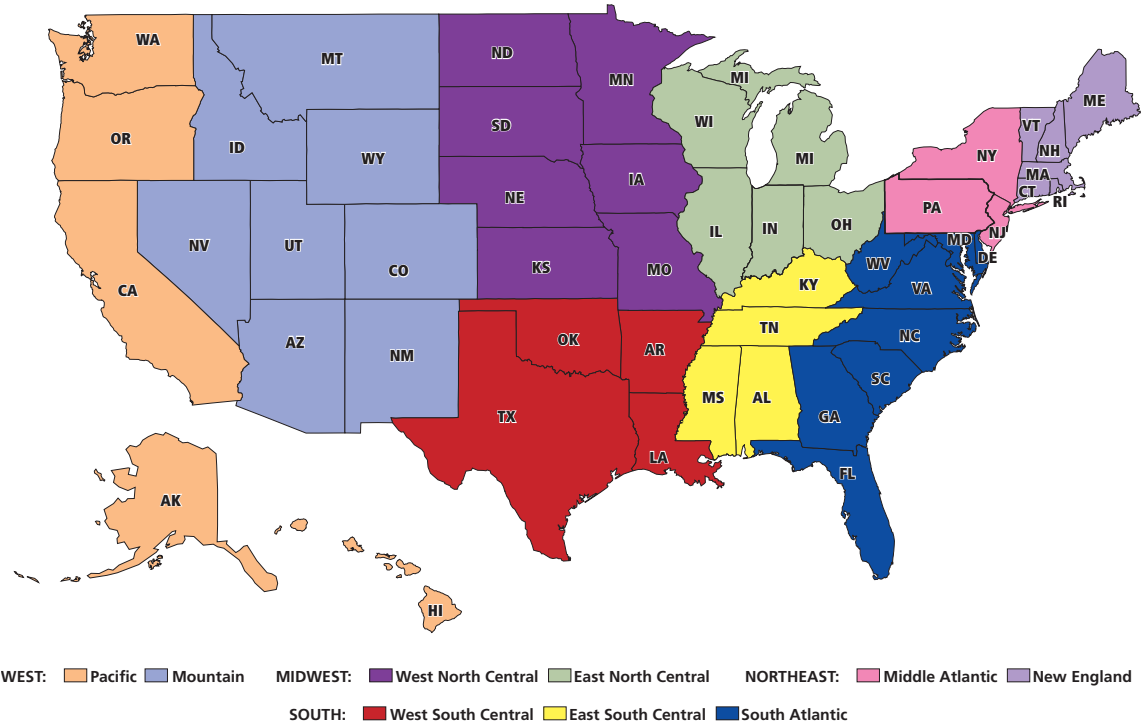 WA
MT
ND
MN
MI
ME
OR
ID
WY
SD
WI
MI
NY
VT
NH
MA
CT
RI
NV
UT
CO
NE
IA
IL
IN
OH
PA
NJ
CA
AZ
NM
KS
MO
KY
WV
MD
DE
VA
OK
AR
TN
NC
TX
LA
MS
AL
GA
SC
FL
AK
HI
WEST: Pacific Mountain MIDWEST: West North Central East North Central NORTHEAST: Middle Atlantic New England
SOUTH: West South Central East South Central South Atlantic